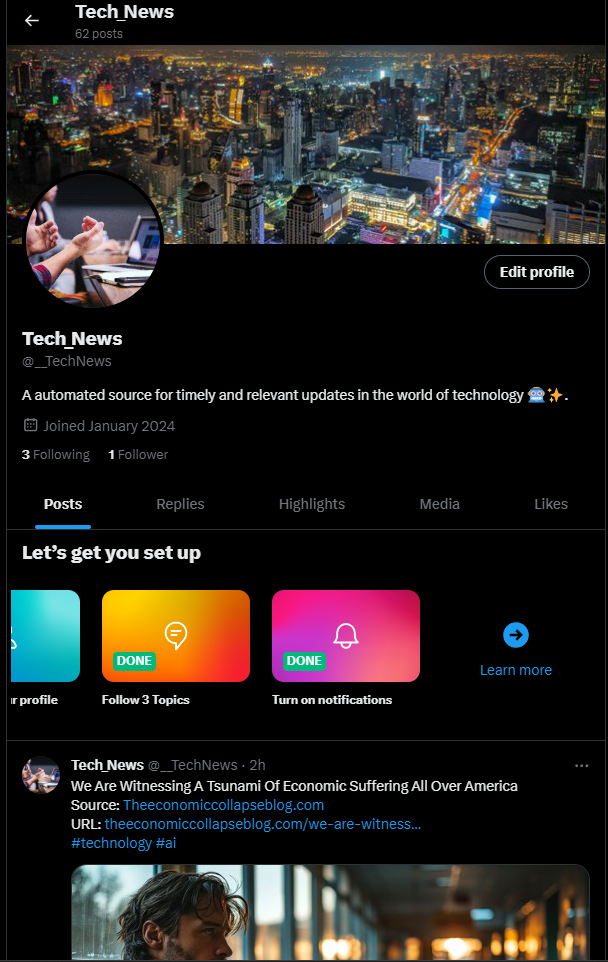 Tech_News
62 posts
Edit profile
Tech_News
@__TechNews
A automated source for timely and relevant updates in the world of technology 🤖✨.
Joined January 2024
3 Following 1 Follower
Posts Replies Highlights Media Likes
Let's get you set up
DONE DONE
r profile Follow 3 Topics Turn on notifications Learn more
Tech_News @__TechNews · 2h
We Are Witnessing A Tsunami Of Economic Suffering All Over America
Source: Theeconomiccollapseblog.com
URL: theeconomiccollapseblog.com/we-are-witness…
#technology #ai